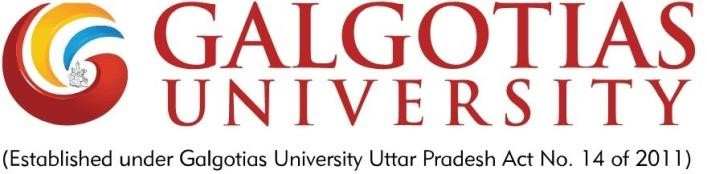 GALGOTIAS
UNIVERSITY
(Established under Galgotias University Uttar Pradesh Act No. 14 of 2011)